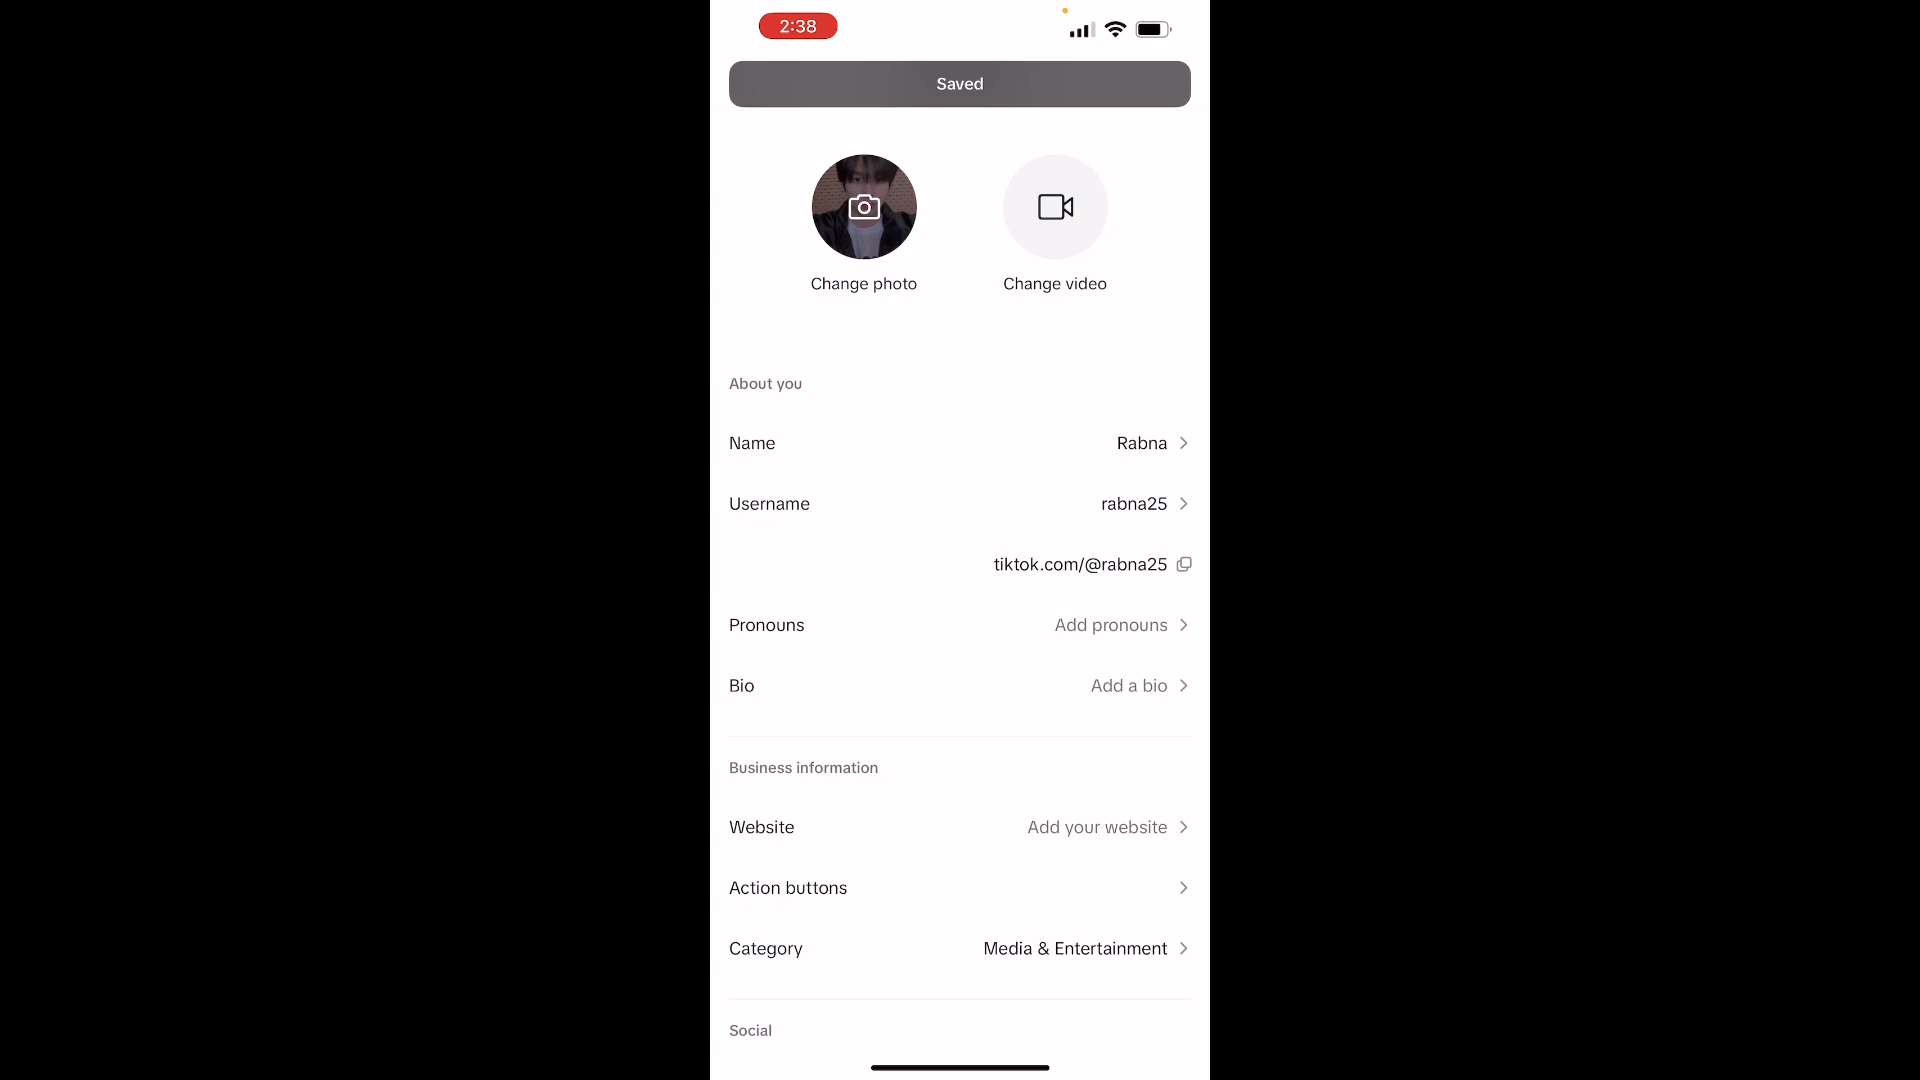 2:38
Saved
Change photo
Change video
About you
Name Rabna
Username rabna25
tiktok.com/@rabna25
Pronouns Add pronouns
Bio Add a bio
Business information
Website Add your website
Action buttons
Category Media & Entertainment
Social